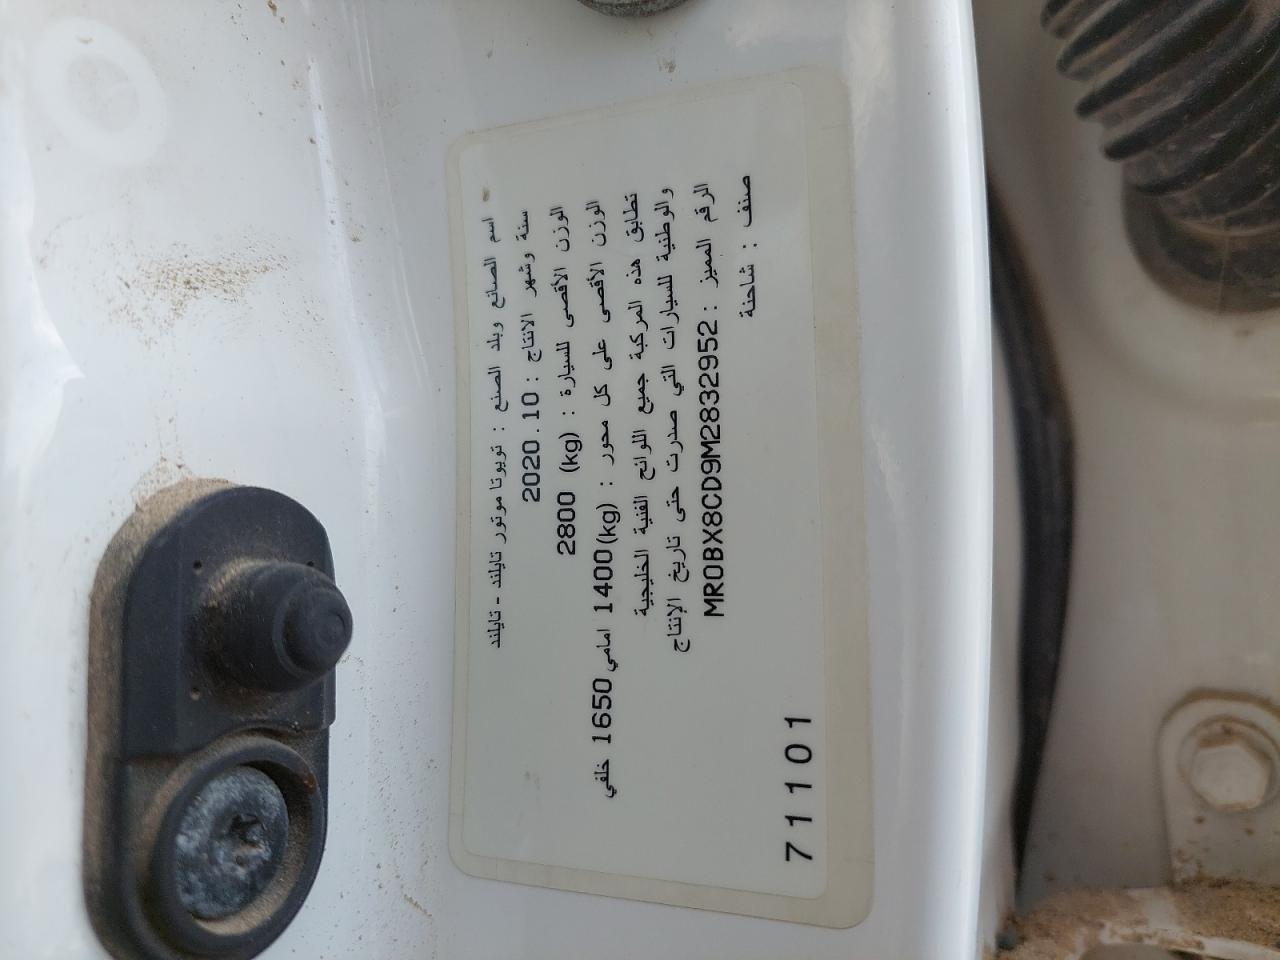 اسم الصانع وبلد الصنع : تويوتا موتور تايلند - تايلند
سنة وشهر الانتاج : 2020.10
الوزن الأقصى للسيارة : (kg) 2800
الوزن الأقصى على كل محور : (kg) 1400 امامي 1650 خلفي
تطابق هذه المركبة جميع اللوائح الفنية الخليجية
والوطنية للسيارات التي صدرت حتى تاريخ الإنتاج
الرقم المميز : MR0BX8CD9M2832952
صنف : شاحنة
71101